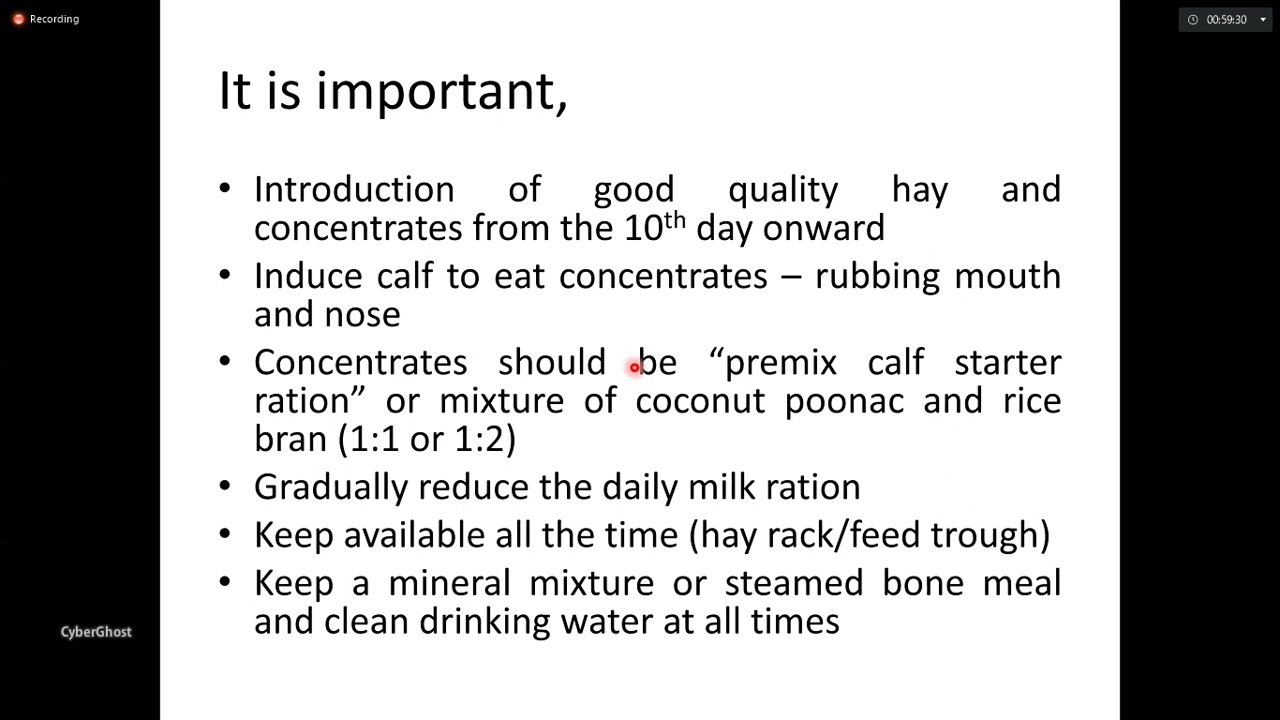 Recording
00:59:30
It is important,
• Introduction of good quality hay and
concentrates from the 10th day onward
• Induce calf to eat concentrates – rubbing mouth
and nose
• Concentrates should be “premix calf starter
ration” or mixture of coconut poonac and rice
bran (1:1 or 1:2)
• Gradually reduce the daily milk ration
• Keep available all the time (hay rack/feed trough)
• Keep a mineral mixture or steamed bone meal
and clean drinking water at all times
CyberGhost